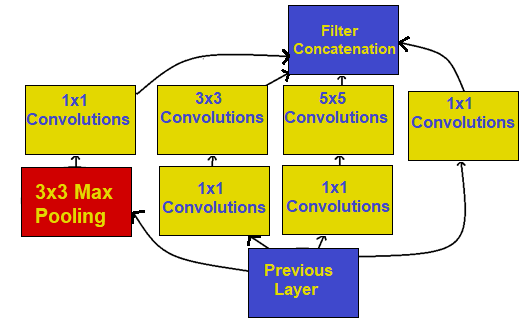 Filter
Concatenation
1x1
Convolutions
3x3
Convolutions
5x5
Convolutions
1x1
Convolutions
3x3 Max
Pooling
1x1
Convolutions
1x1
Convolutions
Previous
Layer